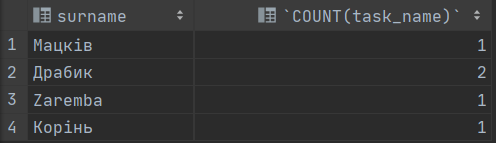 surname `COUNT(task_name)`
1 Мацків 1
2 Драбик 2
3 Zaremba 1
4 Корінь 1